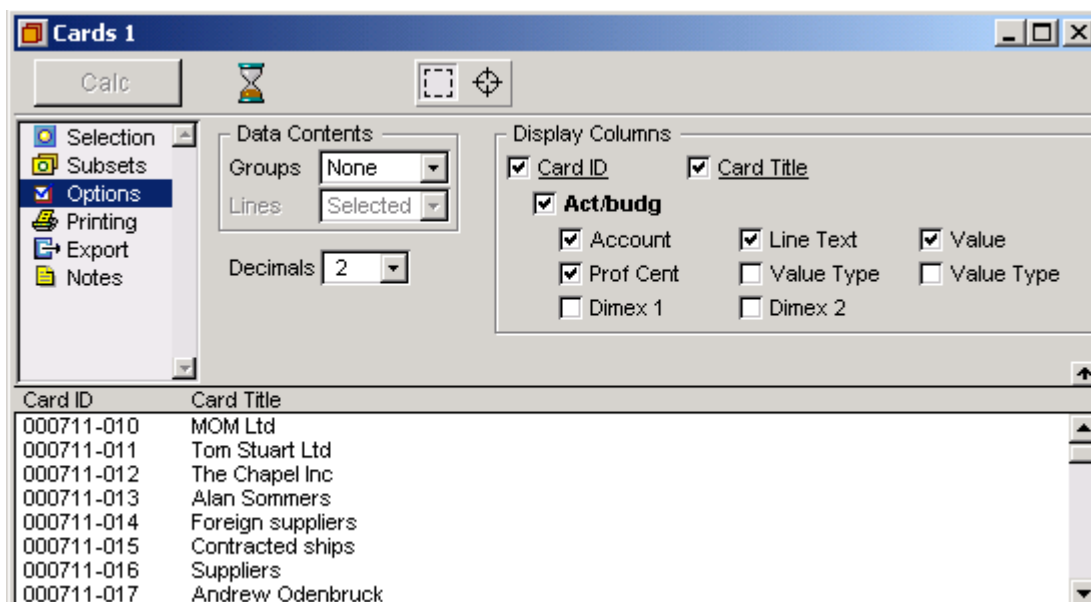 Cards 1
Calc
Selection
Subsets
Options
Printing
Export
Notes
Data Contents
Groups None
Lines Selected
Decimals 2
Display Columns
Card ID Card Title
Act/budg
Account Line Text Value
Prof Cent Value Type Value Type
Dimex 1 Dimex 2
Card ID Card Title
000711-010 MOM Ltd
000711-011 Tom Stuart Ltd
000711-012 The Chapel Inc
000711-013 Alan Sommers
000711-014 Foreign suppliers
000711-015 Contracted ships
000711-016 Suppliers
000711-017 Andrew Odenbruck